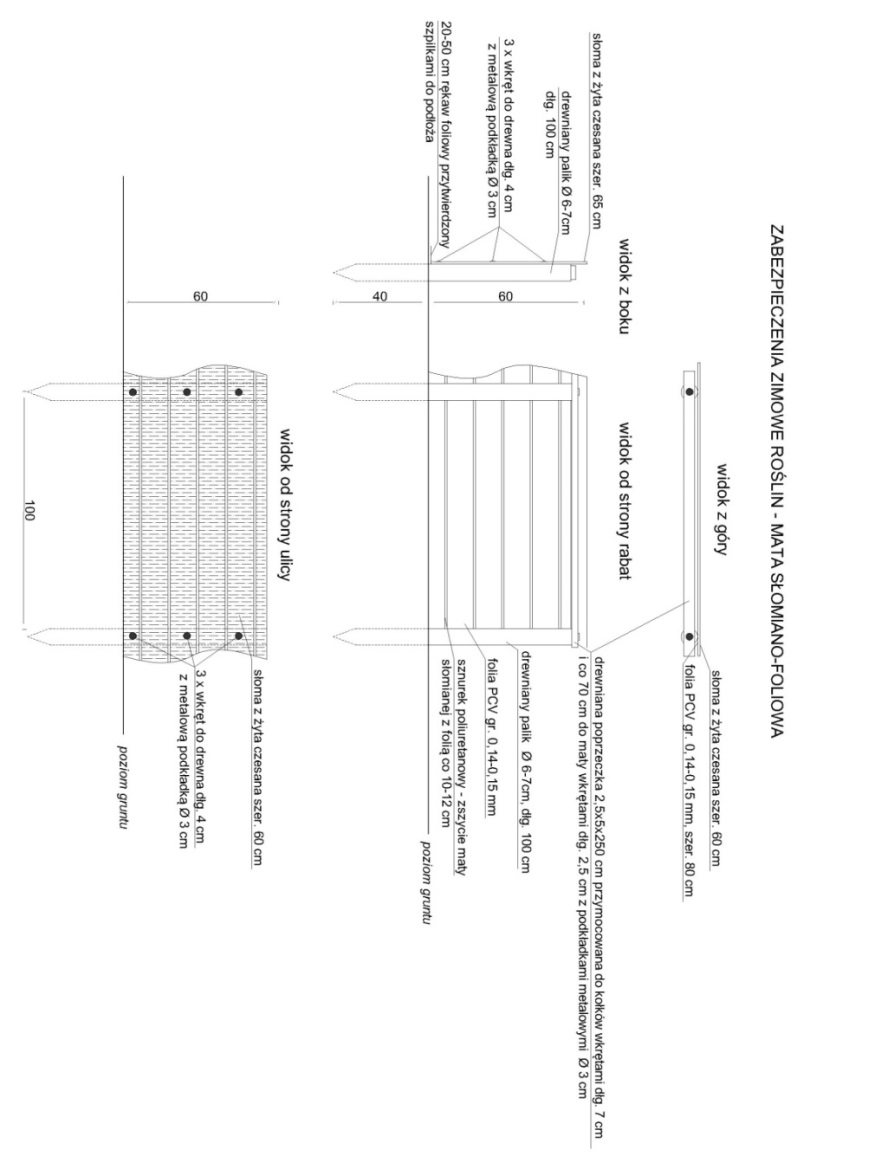 ZABEZPIECZENIA ZIMOWE ROŚLIN - MATA SŁOMIANO-FOLIOWA
widok z góry
słoma z żyta czesana szer. 60 cm
folia PCV gr. 0,14-0,15 mm, szer. 80 cm
widok z boku
słoma z żyta czesana szer. 65 cm
drewniany palik Ø 6-7cm
dłg. 100 cm
3 x wkręt do drewna dłg. 4 cm
z metalową podkładką Ø 3 cm
20-50 cm rękaw foliowy przytwierdzony
szpilkami do podłoża
60
40
widok od strony rabat
drewniana poprzeczka 2,5x5x250 cm przymocowana do kołków wkrętami dłg. 7 cm
i co 70 cm do maty wkrętami dłg. 2,5 cm z podkładkami metalowymi Ø 3 cm
drewniany palik Ø 6-7cm, dłg. 100 cm
folia PCV gr. 0,14-0,15 mm
sznurek poliuretanowy - zszycie maty
słomianej z folią co 10-12 cm
poziom gruntu
widok od strony ulicy
60
słoma z żyta czesana szer. 60 cm
3 x wkręt do drewna dłg. 4 cm
z metalową podkładką Ø 3 cm
poziom gruntu
100